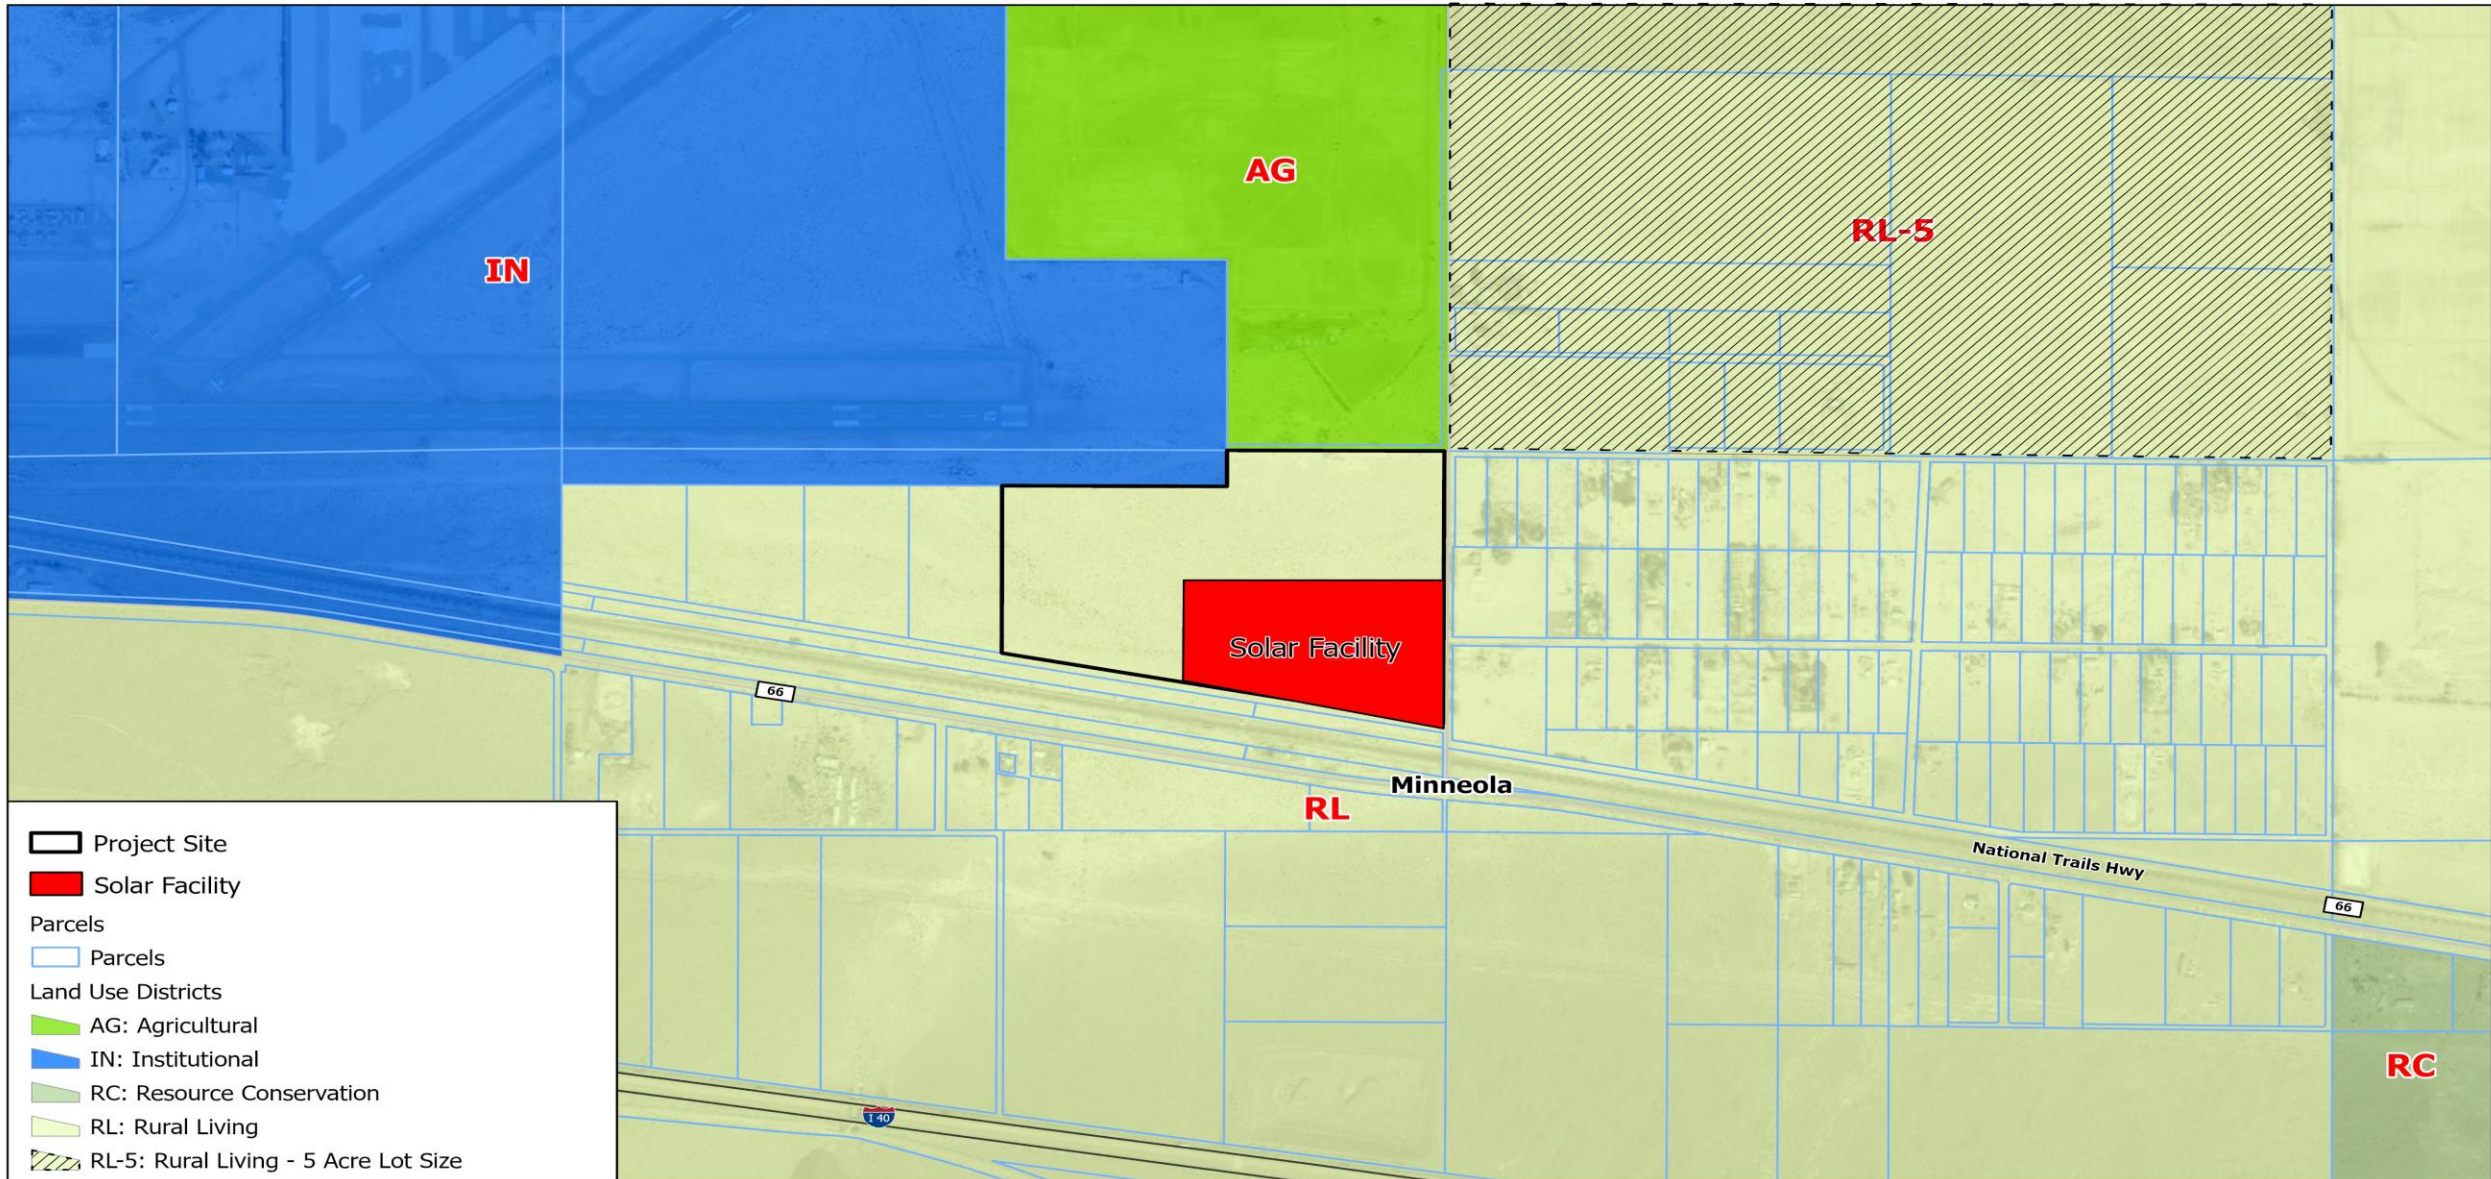 AG
RL-5
IN
Solar Facility
66
Minneola
RL
National Trails Hwy
66
RC
I 40
Project Site
Solar Facility
Parcels
Parcels
Land Use Districts
AG: Agricultural
IN: Institutional
RC: Resource Conservation
RL: Rural Living
RL-5: Rural Living - 5 Acre Lot Size